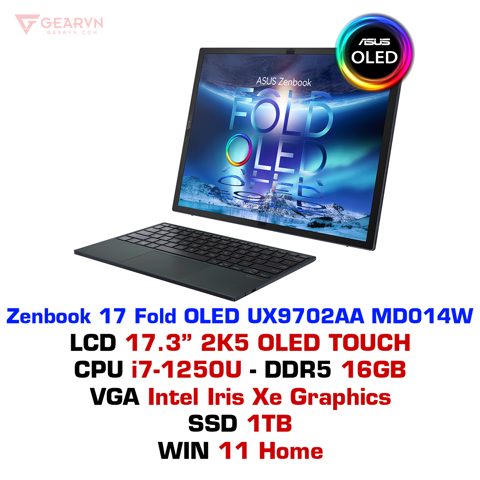 GEARVN
GEARVN.COM
ASUS
OLED
ASUS Zenbook
FOLD
OLED
Zenbook 17 Fold OLED UX9702AA MD014W
LCD 17.3” 2K5 OLED TOUCH
CPU i7-1250U - DDR5 16GB
VGA Intel Iris Xe Graphics
SSD 1TB
WIN 11 Home